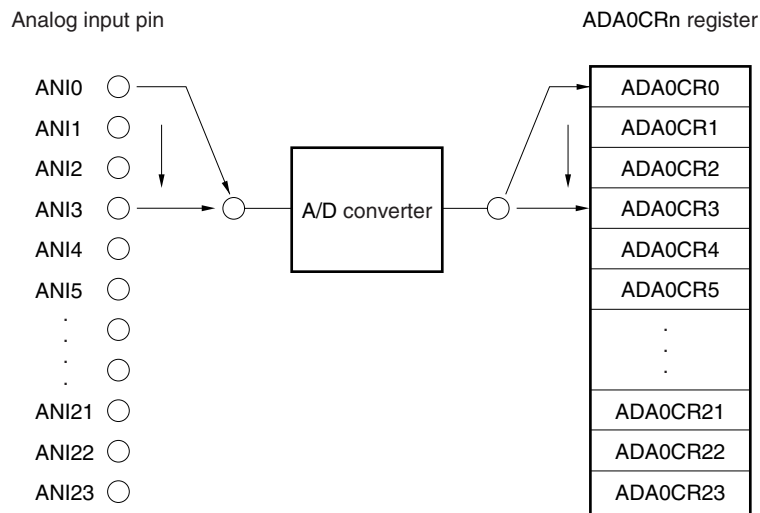 Analog input pin
ADA0CRn register
ANI0
ANI1
ANI2
ANI3
ANI4
ANI5
.
.
.
.
ANI21
ANI22
ANI23
A/D converter
ADA0CR0
ADA0CR1
ADA0CR2
ADA0CR3
ADA0CR4
ADA0CR5
.
.
.
ADA0CR21
ADA0CR22
ADA0CR23